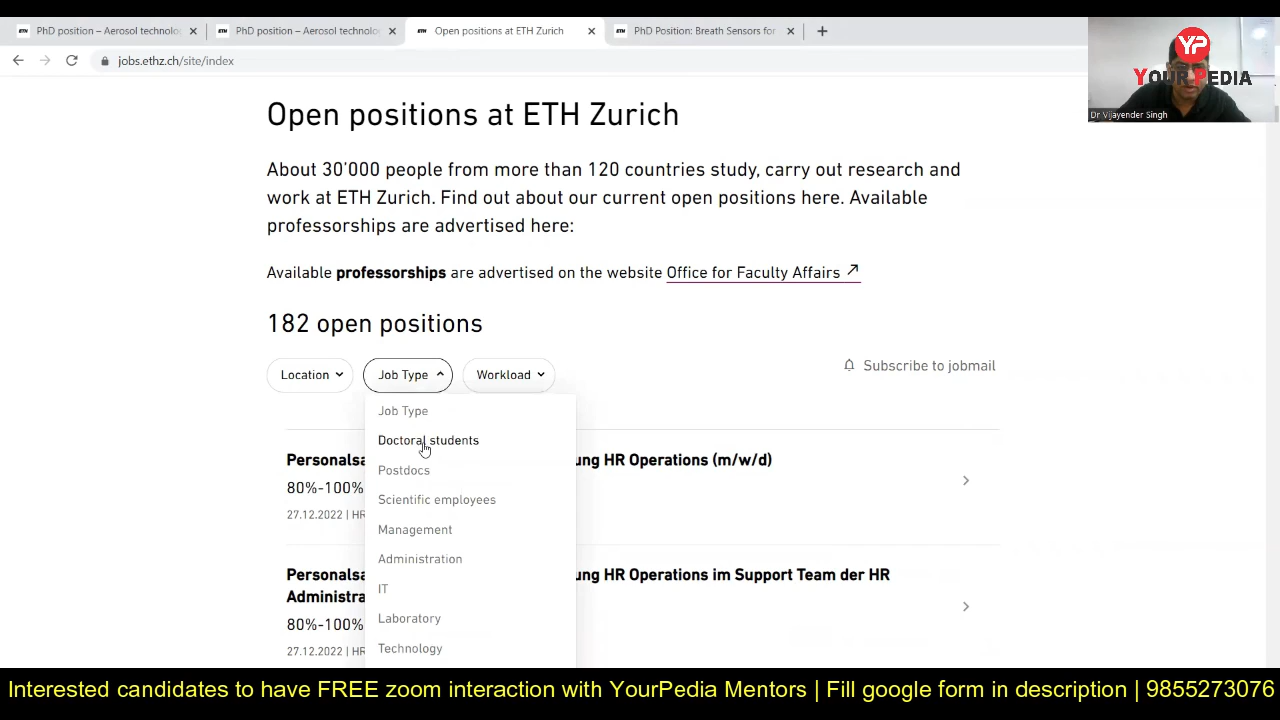 PhD position – Aerosol technolo
PhD position – Aerosol technolo
Open positions at ETH Zurich
PhD Position: Breath Sensors for
jobs.ethz.ch/site/index
YP
YOUR PEDIA
Dr Vijayender Singh
Open positions at ETH Zurich
About 30'000 people from more than 120 countries study, carry out research and
work at ETH Zurich. Find out about our current open positions here. Available
professorships are advertised here:
Available professorships are advertised on the website Office for Faculty Affairs
182 open positions
Location
Job Type
Workload
Subscribe to jobmail
Job Type
Doctoral students
Postdocs
Scientific employees
Management
Administration
IT
Laboratory
Technology
Personalsa ung HR Operations (m/w/d)
80%-100%
27.12.2022 | HR
Personalsa ung HR Operations im Support Team der HR
Administra
80%-100%
27.12.2022 | HR
Interested candidates to have FREE zoom interaction with YourPedia Mentors | Fill google form in description | 9855273076